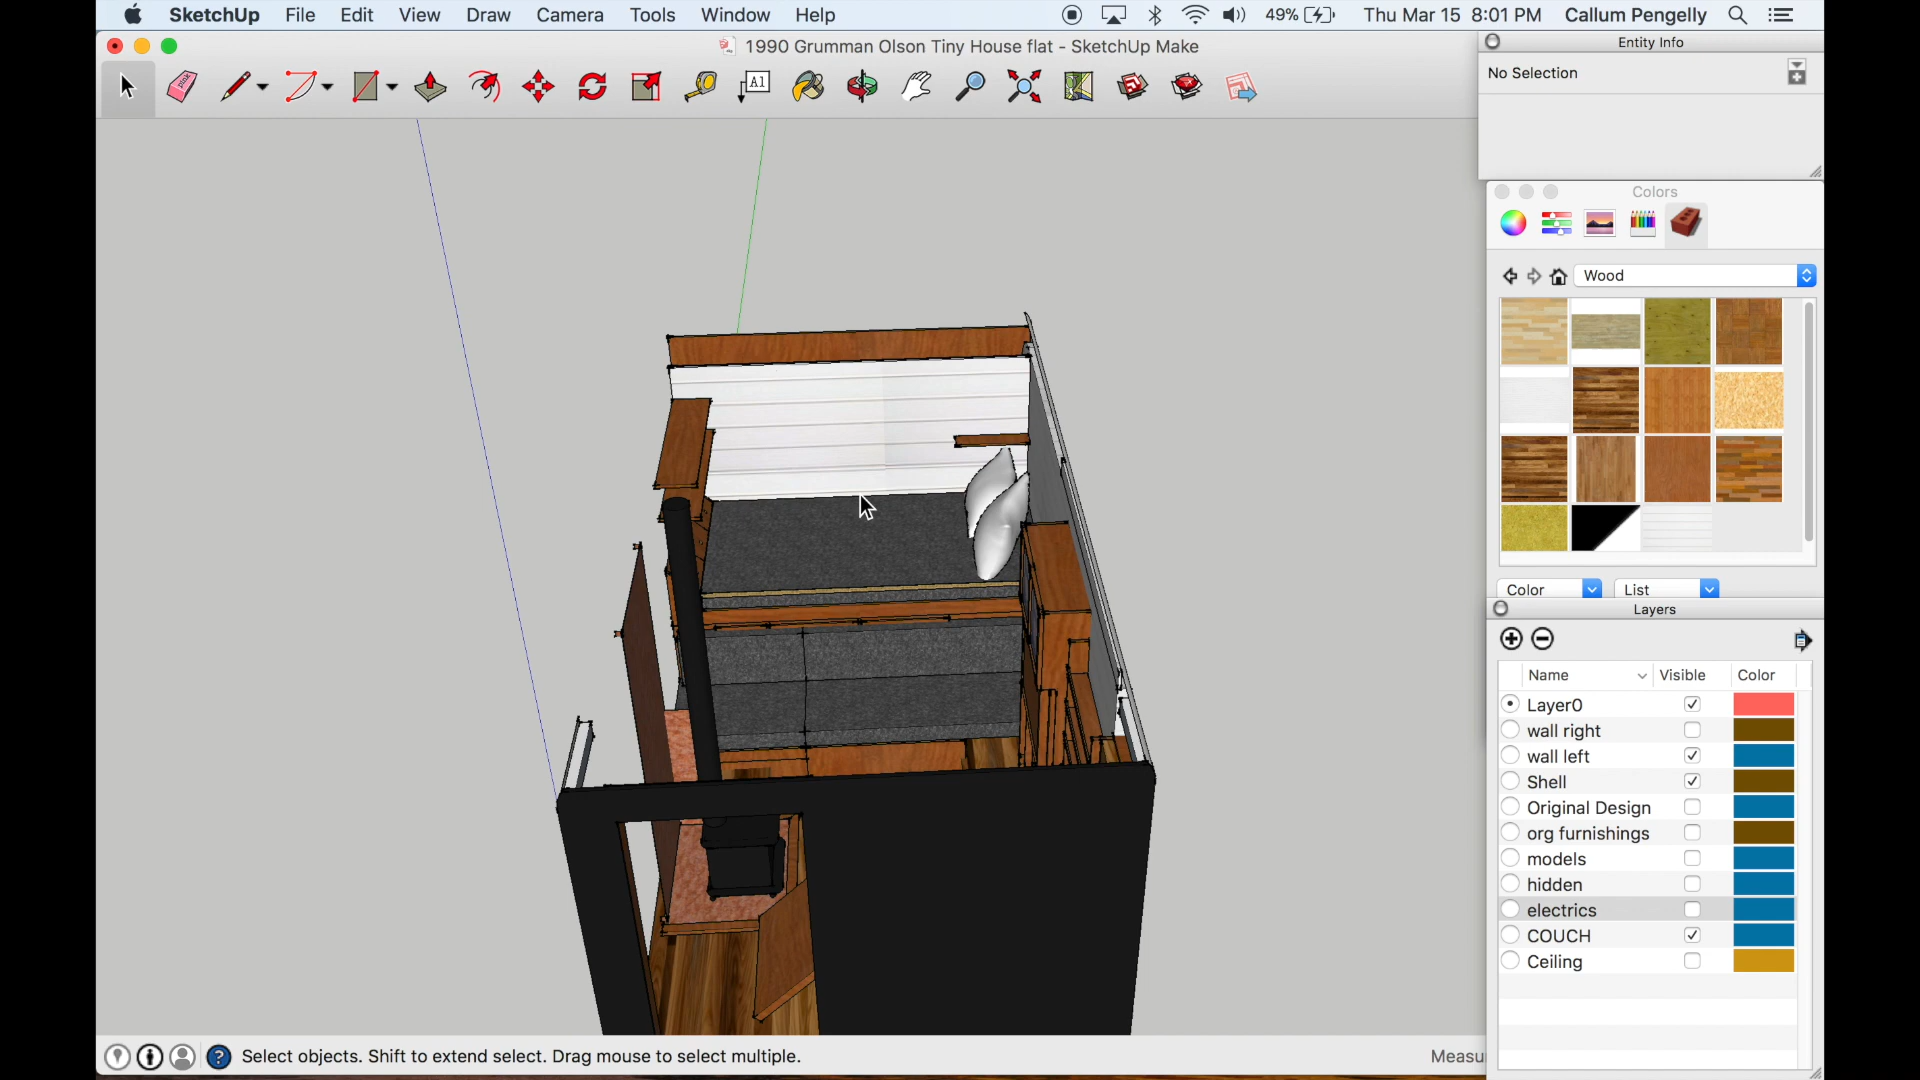 SketchUp File Edit View Draw Camera Tools Window Help 49% Thu Mar 15 8:01 PM Callum Pengelly
1990 Grumman Olson Tiny House flat - SketchUp Make
Entity Info
No Selection
A1
Colors
Wood
Color List
Layers
Name Visible Color
Layer0
wall right
wall left
Shell
Original Design
org furnishings
models
hidden
electrics
COUCH
Ceiling
Select objects. Shift to extend select. Drag mouse to select multiple.
Measu